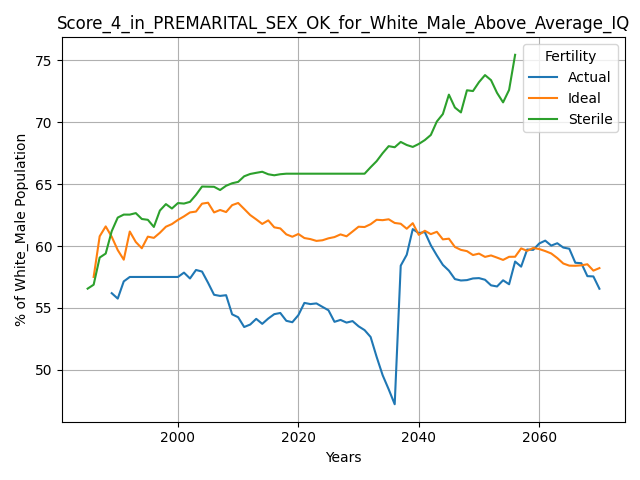 Score_4_in_PREMARITAL_SEX_OK_for_White_Male_Above_Average_IQ
Fertility
Actual
Ideal
Sterile
% of White_Male Population
75
70
65
60
55
50
2000
2020
2040
2060
Years